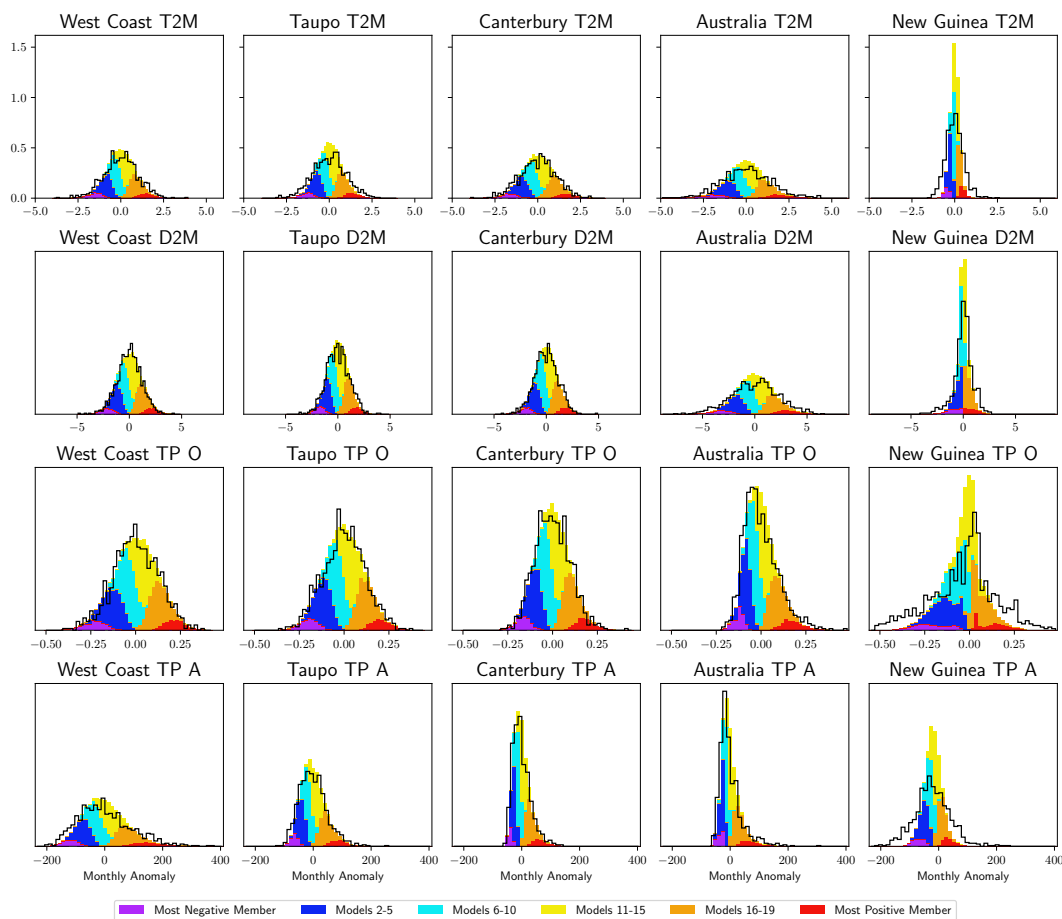 West Coast T2M Taupo T2M Canterbury T2M Australia T2M New Guinea T2M
1.5
1.0
0.5
0.0
−5.0 −2.5 0.0 2.5 5.0 −5.0 −2.5 0.0 2.5 5.0 −5.0 −2.5 0.0 2.5 5.0 −5.0 −2.5 0.0 2.5 5.0 −5.0 −2.5 0.0 2.5 5.0
West Coast D2M Taupo D2M Canterbury D2M Australia D2M New Guinea D2M
−5 0 5 −5 0 5 −5 0 5 −5 0 5 −5 0 5
West Coast TP O Taupo TP O Canterbury TP O Australia TP O New Guinea TP O
−0.50 −0.25 0.00 0.25 −0.50 −0.25 0.00 0.25 −0.50 −0.25 0.00 0.25 −0.50 −0.25 0.00 0.25 −0.50 −0.25 0.00 0.25
West Coast TP A Taupo TP A Canterbury TP A Australia TP A New Guinea TP A
−200 0 200 400 −200 0 200 400 −200 0 200 400 −200 0 200 400 −200 0 200 400
Monthly Anomaly Monthly Anomaly Monthly Anomaly Monthly Anomaly Monthly Anomaly
Most Negative Member Models 2-5 Models 6-10 Models 11-15 Models 16-19 Most Positive Member